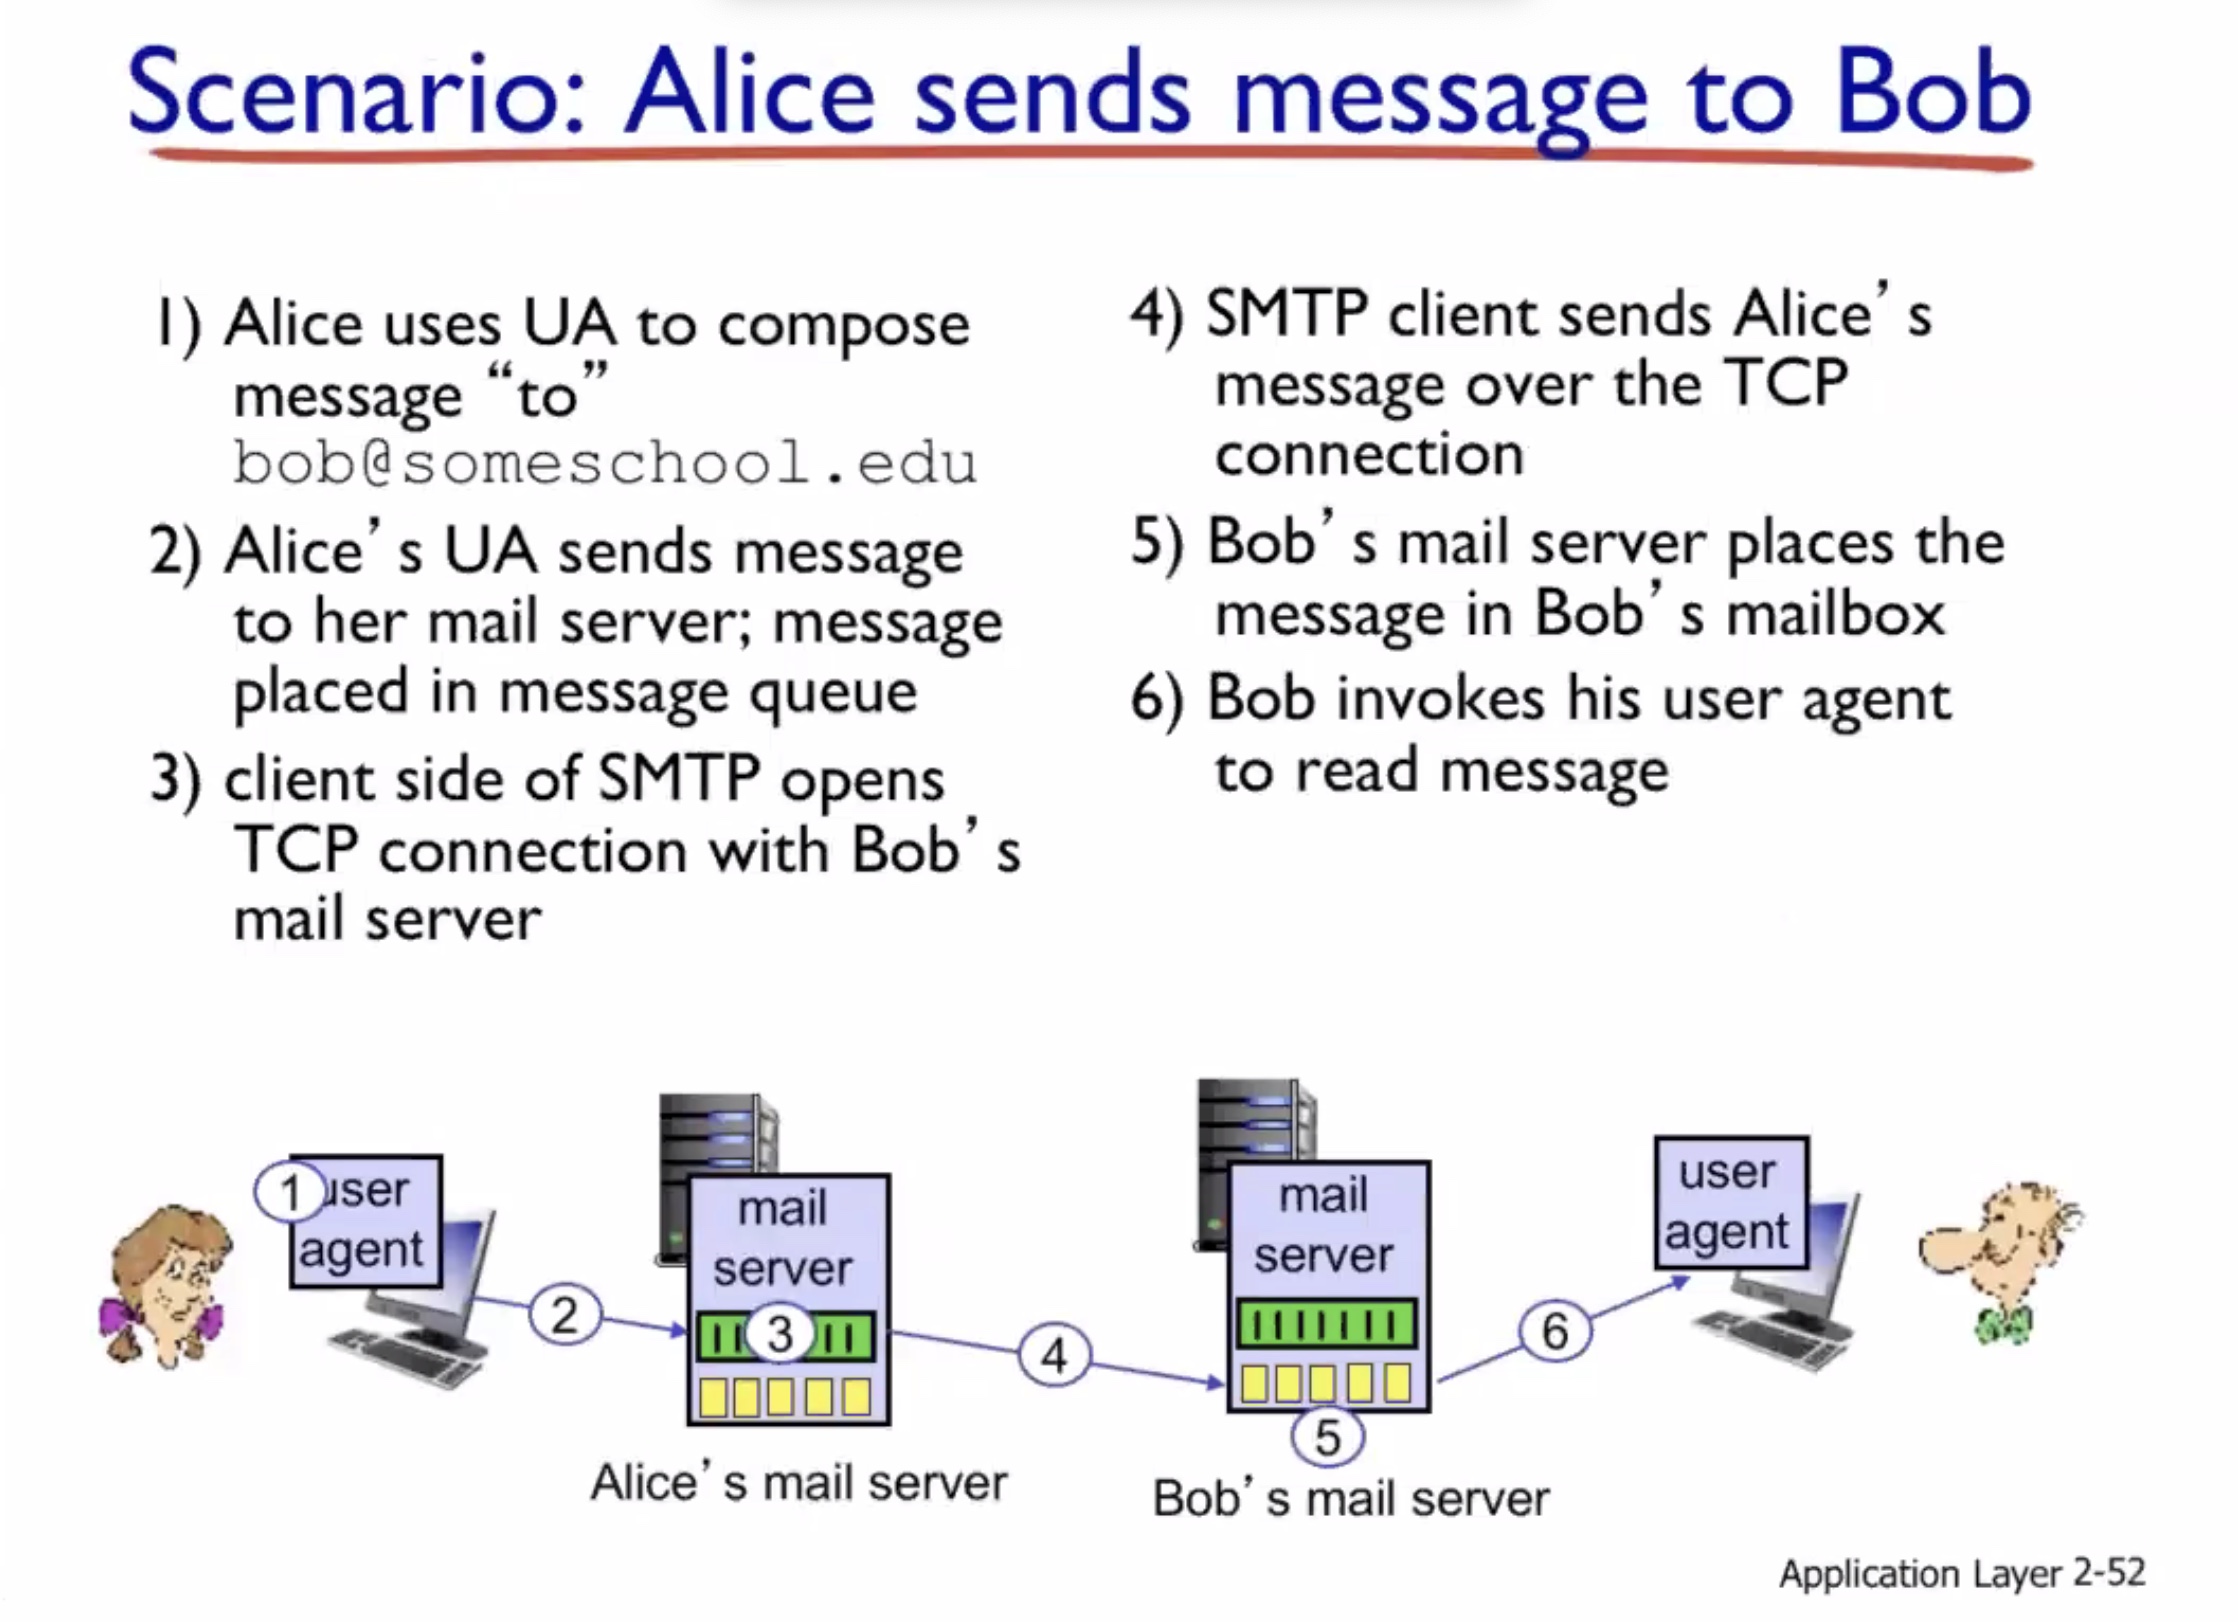 Scenario: Alice sends message to Bob
1) Alice uses UA to compose
message “to”
bob@someschool.edu
2) Alice’s UA sends message
to her mail server; message
placed in message queue
3) client side of SMTP opens
TCP connection with Bob’s
mail server
4) SMTP client sends Alice’s
message over the TCP
connection
5) Bob’s mail server places the
message in Bob’s mailbox
6) Bob invokes his user agent
to read message
1 user
agent
2
mail
server
3
4
mail
server
5
6
user
agent
Alice’s mail server
Bob’s mail server
Application Layer 2-52